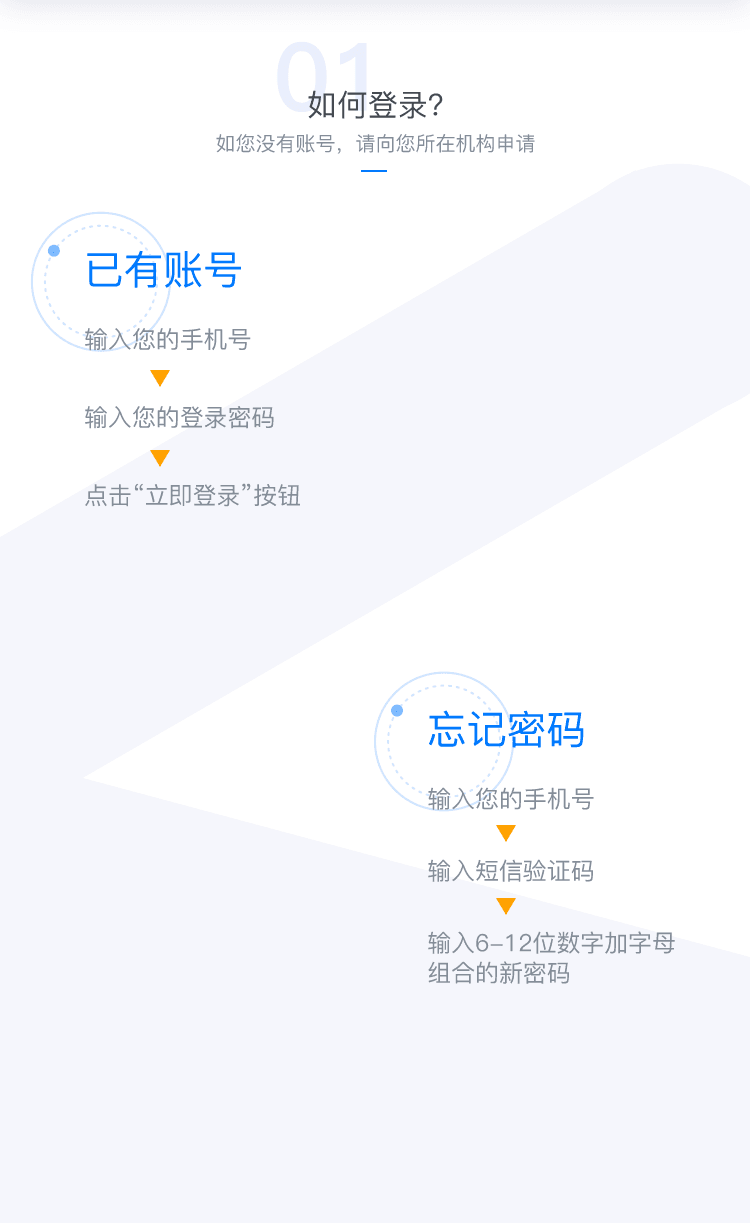 01
如何登录?
如您没有账号，请向您所在机构申请
已有账号
输入您的手机号
输入您的登录密码
点击“立即登录”按钮
忘记密码
输入您的手机号
输入短信验证码
输入6-12位数字加字母
组合的新密码